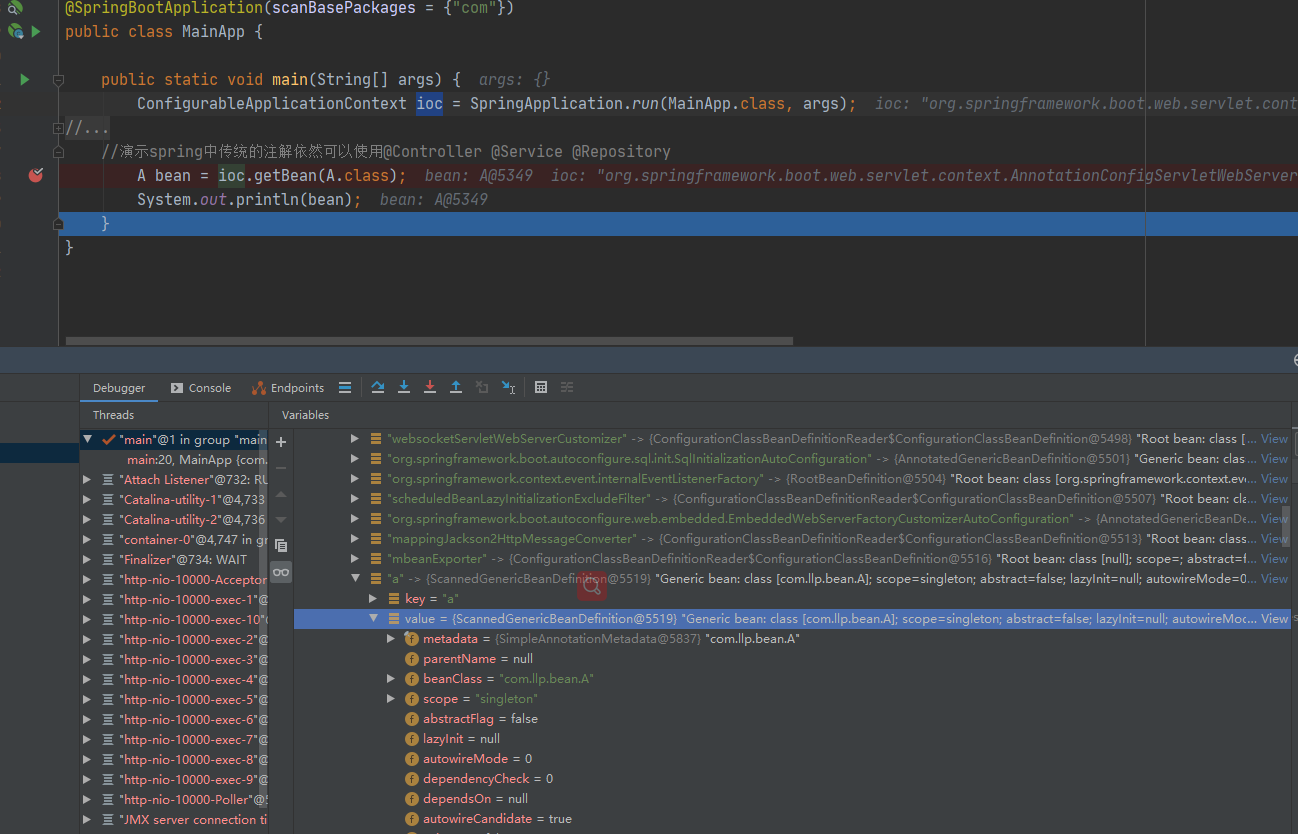 @SpringBootApplication(scanBasePackages = {"com"})
public class MainApp {
public static void main(String[] args) { args: {}
ConfigurableApplicationContext ioc = SpringApplication.run(MainApp.class, args); ioc: "org.springframework.boot.web.servlet.cont
//...
//演示spring中传统的注解依然可以使用@Controller @Service @Repository
A bean = ioc.getBean(A.class); bean: A@5349 ioc: "org.springframework.boot.web.servlet.context.AnnotationConfigServletWebServer
System.out.println(bean); bean: A@5349
}
}
Debugger Console Endpoints
Threads Variables
"main"@1 in group "main
main:20, MainApp {com.
"Attach Listener"@732: RU
"Catalina-utility-1"@4,733
"Catalina-utility-2"@4,736
"container-0"@4,747 in gr
"Finalizer"@734: WAIT
"http-nio-10000-Acceptor
"http-nio-10000-exec-1"@
"http-nio-10000-exec-10"@
"http-nio-10000-exec-2"@
"http-nio-10000-exec-3"@
"http-nio-10000-exec-4"@
"http-nio-10000-exec-5"@
"http-nio-10000-exec-6"@
"http-nio-10000-exec-7"@
"http-nio-10000-exec-8"@
"http-nio-10000-exec-9"@
"http-nio-10000-Poller"@5
"JMX server connection ti
"websocketServletWebServerCustomizer" -> {ConfigurationClassBeanDefinitionReader$ConfigurationClassBeanDefinition@5498} "Root bean: class [... View
"org.springframework.boot.autoconfigure.sql.init.SqlInitializationAutoConfiguration" -> {AnnotatedGenericBeanDefinition@5501} "Generic bean: clas... View
"org.springframework.context.event.internalEventListenerFactory" -> {RootBeanDefinition@5504} "Root bean: class [org.springframework.context.eve... View
"scheduledBeanLazyInitializationExcludeFilter" -> {ConfigurationClassBeanDefinitionReader$ConfigurationClassBeanDefinition@5507} "Root bean: cla... View
"org.springframework.boot.autoconfigure.web.embedded.EmbeddedWebServerFactoryCustomizerAutoConfiguration" -> {AnnotatedGenericBeanDe... View
"mappingJackson2HttpMessageConverter" -> {ConfigurationClassBeanDefinitionReader$ConfigurationClassBeanDefinition@5513} "Root bean: class... View
"mbeanExporter" -> {ConfigurationClassBeanDefinitionReader$ConfigurationClassBeanDefinition@5516} "Root bean: class [null]; scope=; abstract=f... View
"a" -> {ScannedGenericBeanDefinition@5519} "Generic bean: class [com.llp.bean.A]; scope=singleton; abstract=false; lazyInit=null; autowireMode=0... View
key = "a"
value = {ScannedGenericBeanDefinition@5519} "Generic bean: class [com.llp.bean.A]; scope=singleton; abstract=false; lazyInit=null; autowireMoc... View
metadata = {SimpleAnnotationMetadata@5837} "com.llp.bean.A"
parentName = null
beanClass = "com.llp.bean.A"
scope = "singleton"
abstractFlag = false
lazyInit = null
autowireMode = 0
dependencyCheck = 0
dependsOn = null
autowireCandidate = true